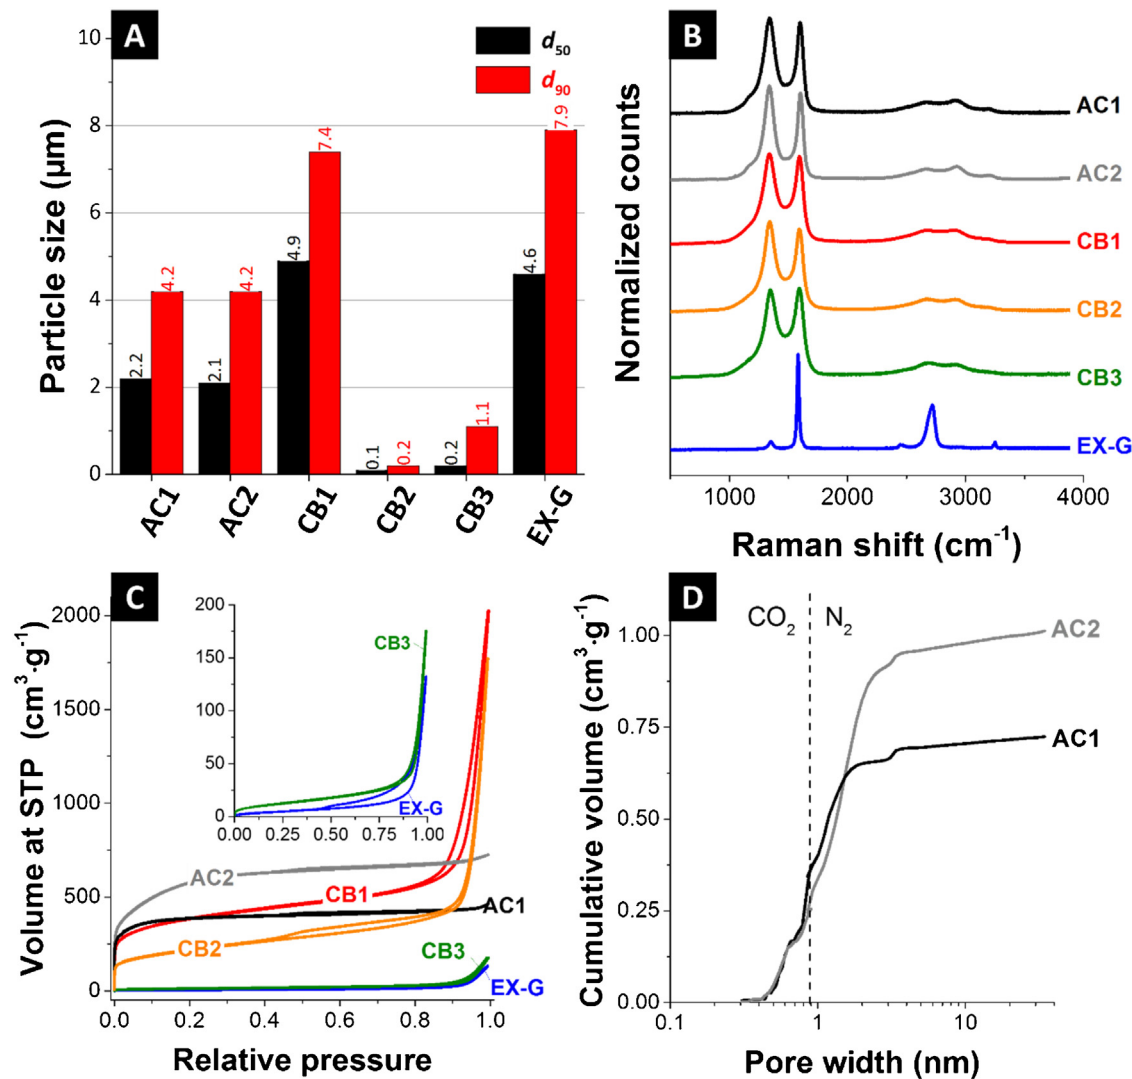 A
d50
d90
Particle size (μm)
10
8
6
4
2
0
2.2
4.2
2.1
4.2
4.9
7.4
0.1
0.2
0.2
1.1
4.6
7.9
AC1
AC2
CB1
CB2
CB3
EX-G
B
Normalized counts
AC1
AC2
CB1
CB2
CB3
EX-G
1000 2000 3000 4000
Raman shift (cm-1)
C
Volume at STP (cm3·g-1)
2000
1500
1000
500
0
200
150
100
50
0
CB3
EX-G
0.00 0.25 0.50 0.75 1.00
AC2
CB1
AC1
CB2
CB3
EX-G
0.0 0.2 0.4 0.6 0.8 1.0
Relative pressure
D
Cumulative volume (cm3·g-1)
CO2 N2
1.00
0.75
0.50
0.25
0.00
AC2
AC1
0.1 1 10
Pore width (nm)